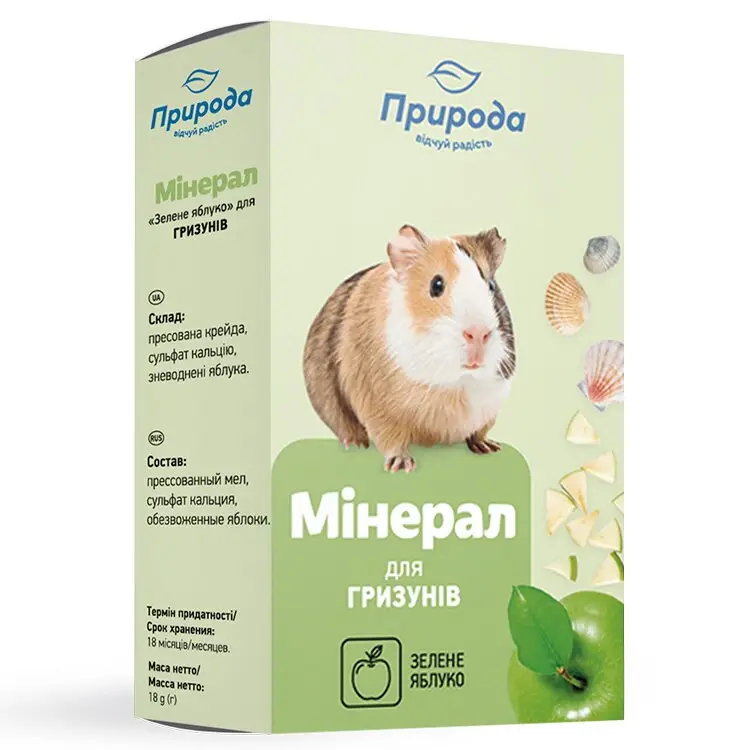 Природа
відчуй радість
Мінерал
«Зелене яблуко» для
ГРИЗУНІВ
UA
Склад:
пресована крейда,
сульфат кальцію,
зневоднені яблука.
RUS
Состав:
прессованный мел,
сульфат кальция,
обезвоженные яблоки.
Термін придатності/
Срок хранения:
18 місяців/месяцев.
Маса нетто/
Масса нетто:
18 g (г)
Природа
відчуй радість
Мінерал
для
ГРИЗУНІВ
ЗЕЛЕНЕ
ЯБЛУКО